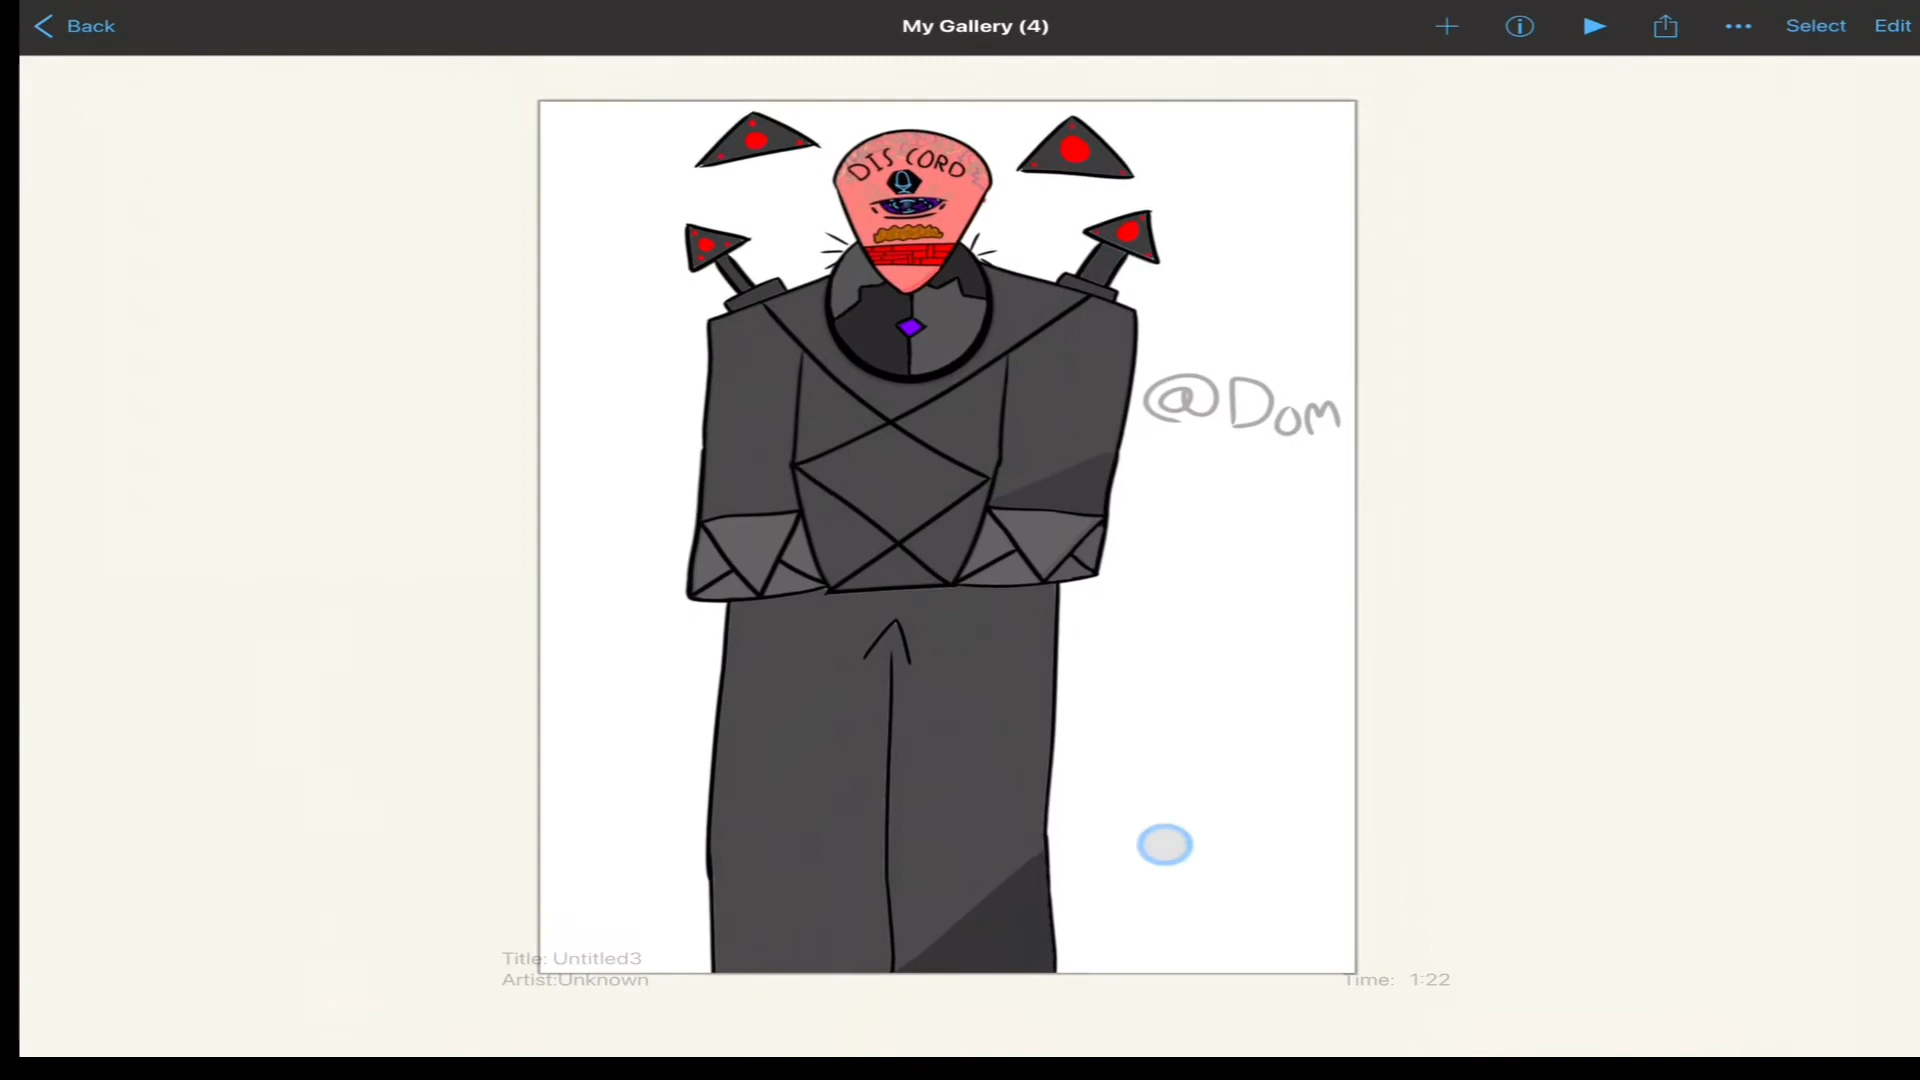 Back
My Gallery (4)
Select
Edit
DISCORD
@Dom
Title: Untitled3
Artist:Unknown
Time: 1:22